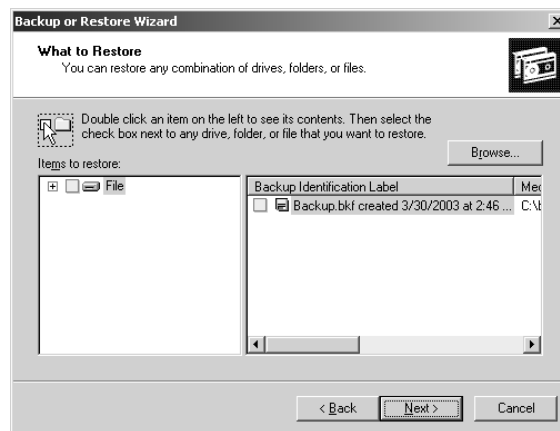 Backup or Restore Wizard
What to Restore
You can restore any combination of drives, folders, or files.
Double click an item on the left to see its contents. Then select the
check box next to any drive, folder, or file that you want to restore.
Browse...
Items to restore:
File
Backup Identification Label
Backup.bkf created 3/30/2003 at 2:46 ...
< Back
Next >
Cancel